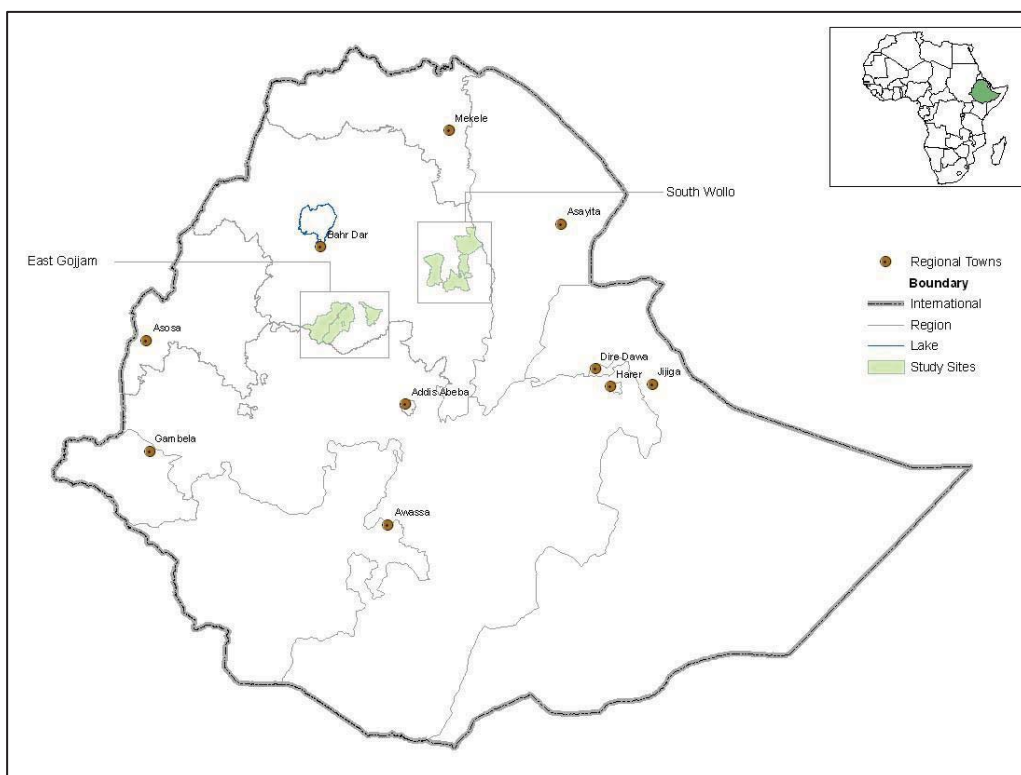 Mekele
South Wollo
Asayita
Bahr Dar
East Gojjam
Regional Towns
Boundary
International
Region
Lake
Study Sites
Asosa
Dire Dawa
Harer
Jijiga
Addis Abeba
Gambela
Awassa